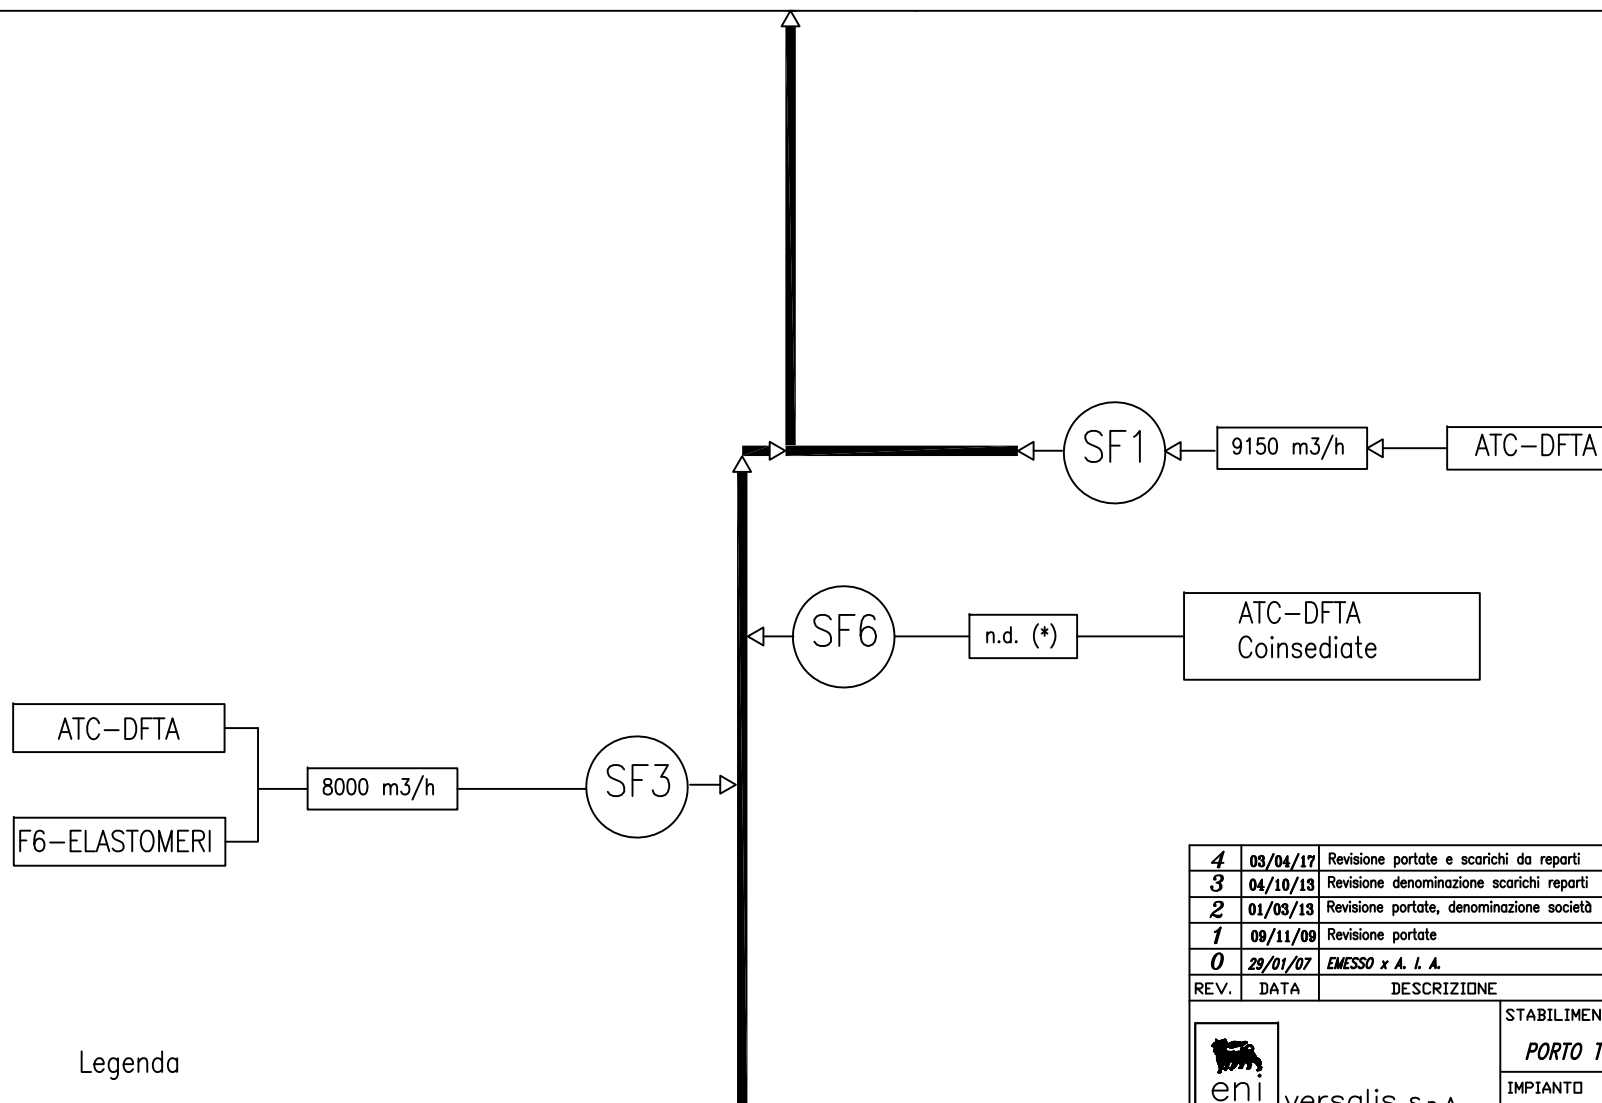 SF1
9150 m3/h
ATC-DFTA
SF6
n.d. (*)
ATC-DFTA
Coinsediate
ATC-DFTA
8000 m3/h
SF3
F6-ELASTOMERI
4 03/04/17 Revisione portate e scarichi da reparti
3 04/10/13 Revisione denominazione scarichi reparti
2 01/03/13 Revisione portate, denominazione società
1 09/11/09 Revisione portate
0 29/01/07 EMESSO x A. I. A.
REV. DATA DESCRIZIONE
STABILIMEN
PORTO T
Legenda
IMPIANTO
eni
versalis S.p.A.